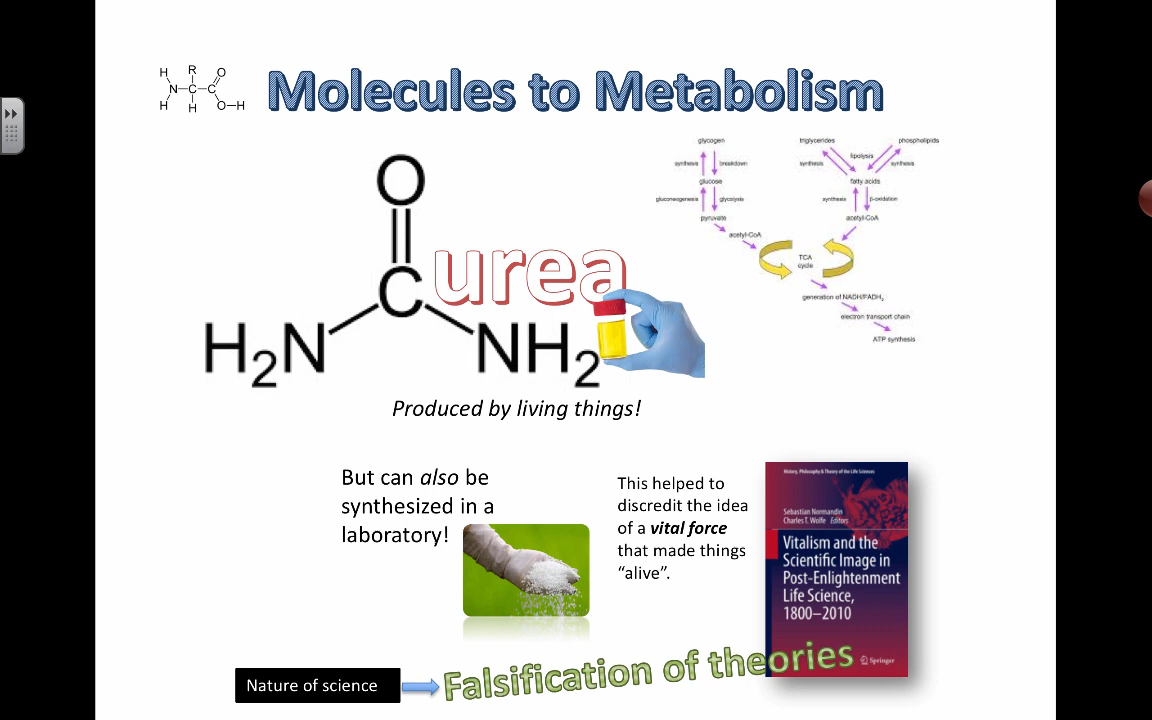 H R O
N C C
H H O H
Molecules to Metabolism
O
C
H2N NH2
urea
glycogen
synthesis breakdown
glucose
gluconeogenesis glycolysis
pyruvate
acetyl-CoA
triglycerides phospholipids
lipolysis
synthesis synthesis
fatty acids
synthesis β-oxidation
acetyl-CoA
TCA
cycle
generation of NADH/FADH2
electron transport chain
ATP synthesis
Produced by living things!
But can also be
synthesized in a
laboratory!
This helped to
discredit the idea
of a vital force
that made things
“alive”.
History, Philosophy & Theory of the Life Sciences
Sebastian Normandin
Charles T. Wolfe Editors
Vitalism and the
Scientific Image in
Post-Enlightenment
Life Science,
1800–2010
Springer
Nature of science
Falsification of theories